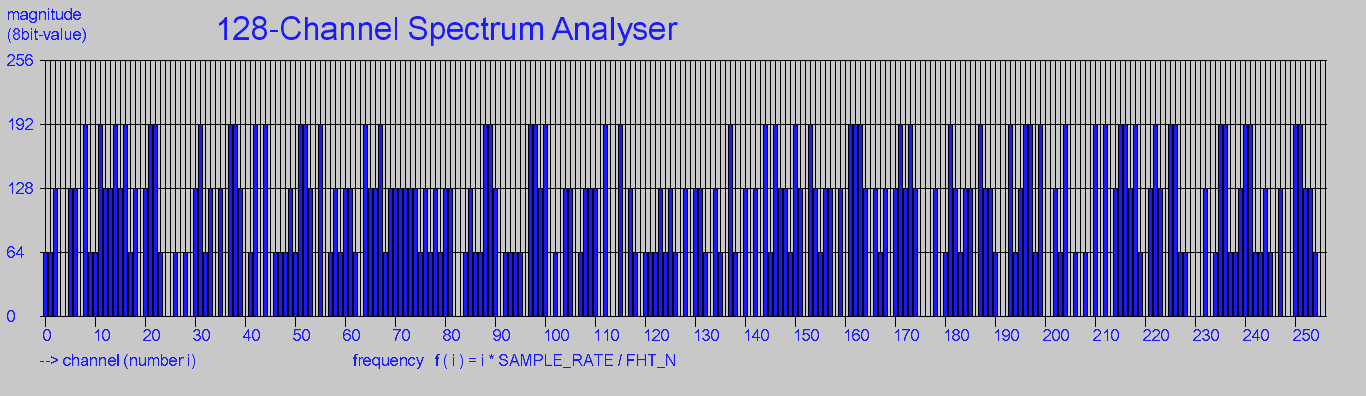 magnitude
(8bit-value)
128-Channel Spectrum Analyser
256
192
128
64
0
0 10 20 30 40 50 60 70 80 90 100 110 120 130 140 150 160 170 180 190 200 210 220 230 240 250
--> channel (number i)
frequency f ( i ) = i * SAMPLE_RATE / FHT_N